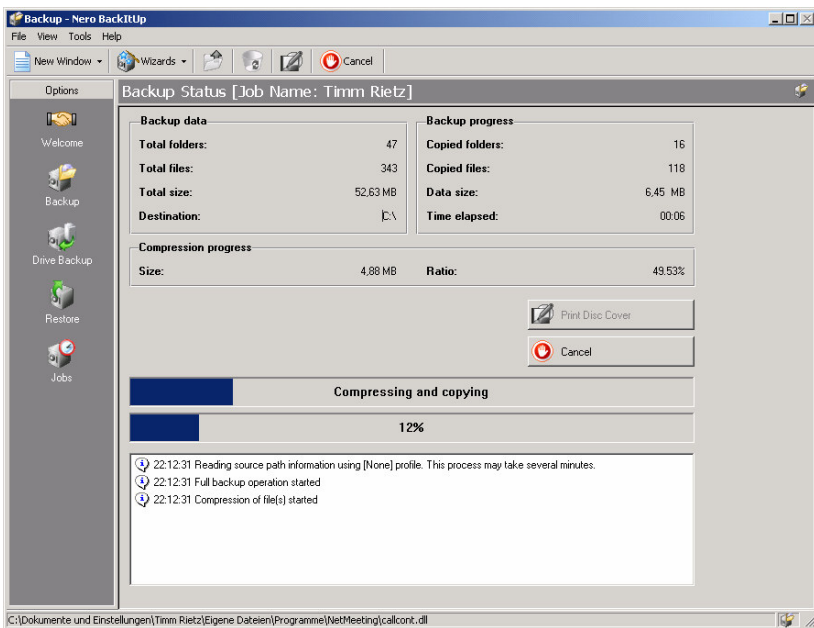 Backup - Nero BackItUp
File View Tools Help
New Window Wizards Cancel
Options
Welcome
Backup
Drive Backup
Restore
Jobs
Backup Status [Job Name: Timm Rietz]
Backup data
Total folders: 47
Total files: 343
Total size: 52,63 MB
Destination: C:\
Backup progress
Copied folders: 16
Copied files: 118
Data size: 6,45 MB
Time elapsed: 00:06
Compression progress
Size: 4,88 MB Ratio: 49.53%
Print Disc Cover
Cancel
Compressing and copying
12%
22:12:31 Reading source path information using [None] profile. This process may take several minutes.
22:12:31 Full backup operation started
22:12:31 Compression of file(s) started
C:\Dokumente und Einstellungen\Timm Rietz\Eigene Dateien\Programme\NetMeeting\callcont.dll